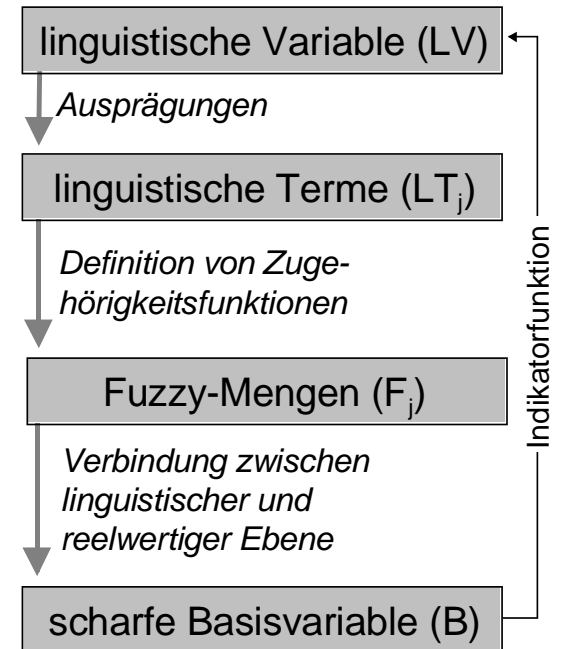 linguistische Variable (LV)
Ausprägungen
linguistische Terme (LTj)
Definition von Zuge-
hörigkeitsfunktionen
Fuzzy-Mengen (Fj)
Verbindung zwischen
linguistischer und
reelwertiger Ebene
scharfe Basisvariable (B)
Indikatorfunktion